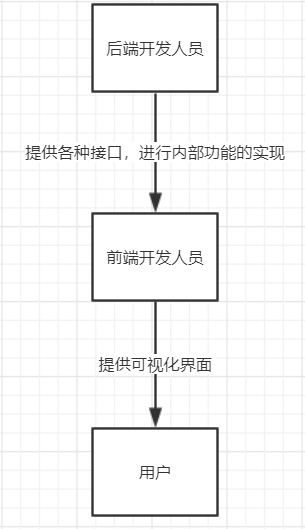 后端开发人员
提供各种接口，进行内部功能的实现
前端开发人员
提供可视化界面
用户